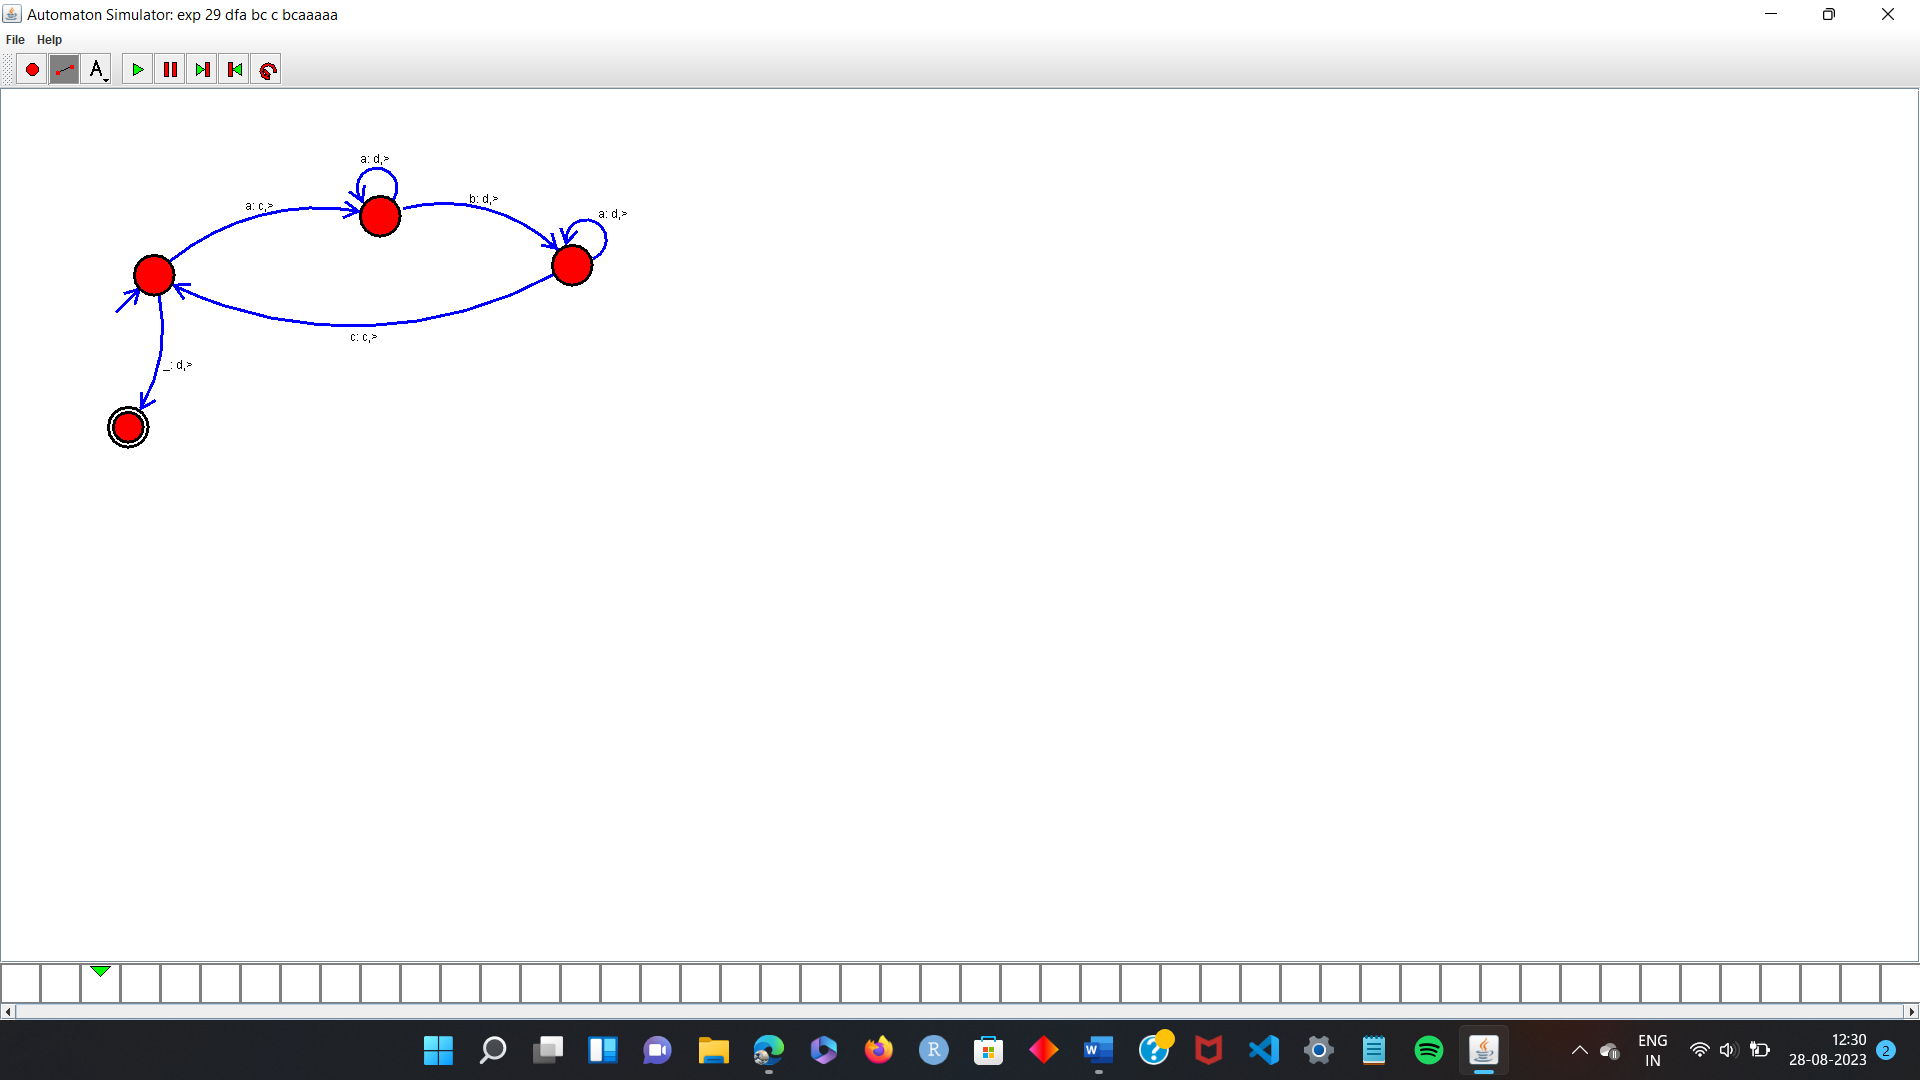 Automaton Simulator: exp 29 dfa bc c bcaaaaa
File Help
A
a: d,>
a: c,>
b: d,>
a: d,>
c: c,>
_: d,>
ENG
IN
12:30
28-08-2023
2